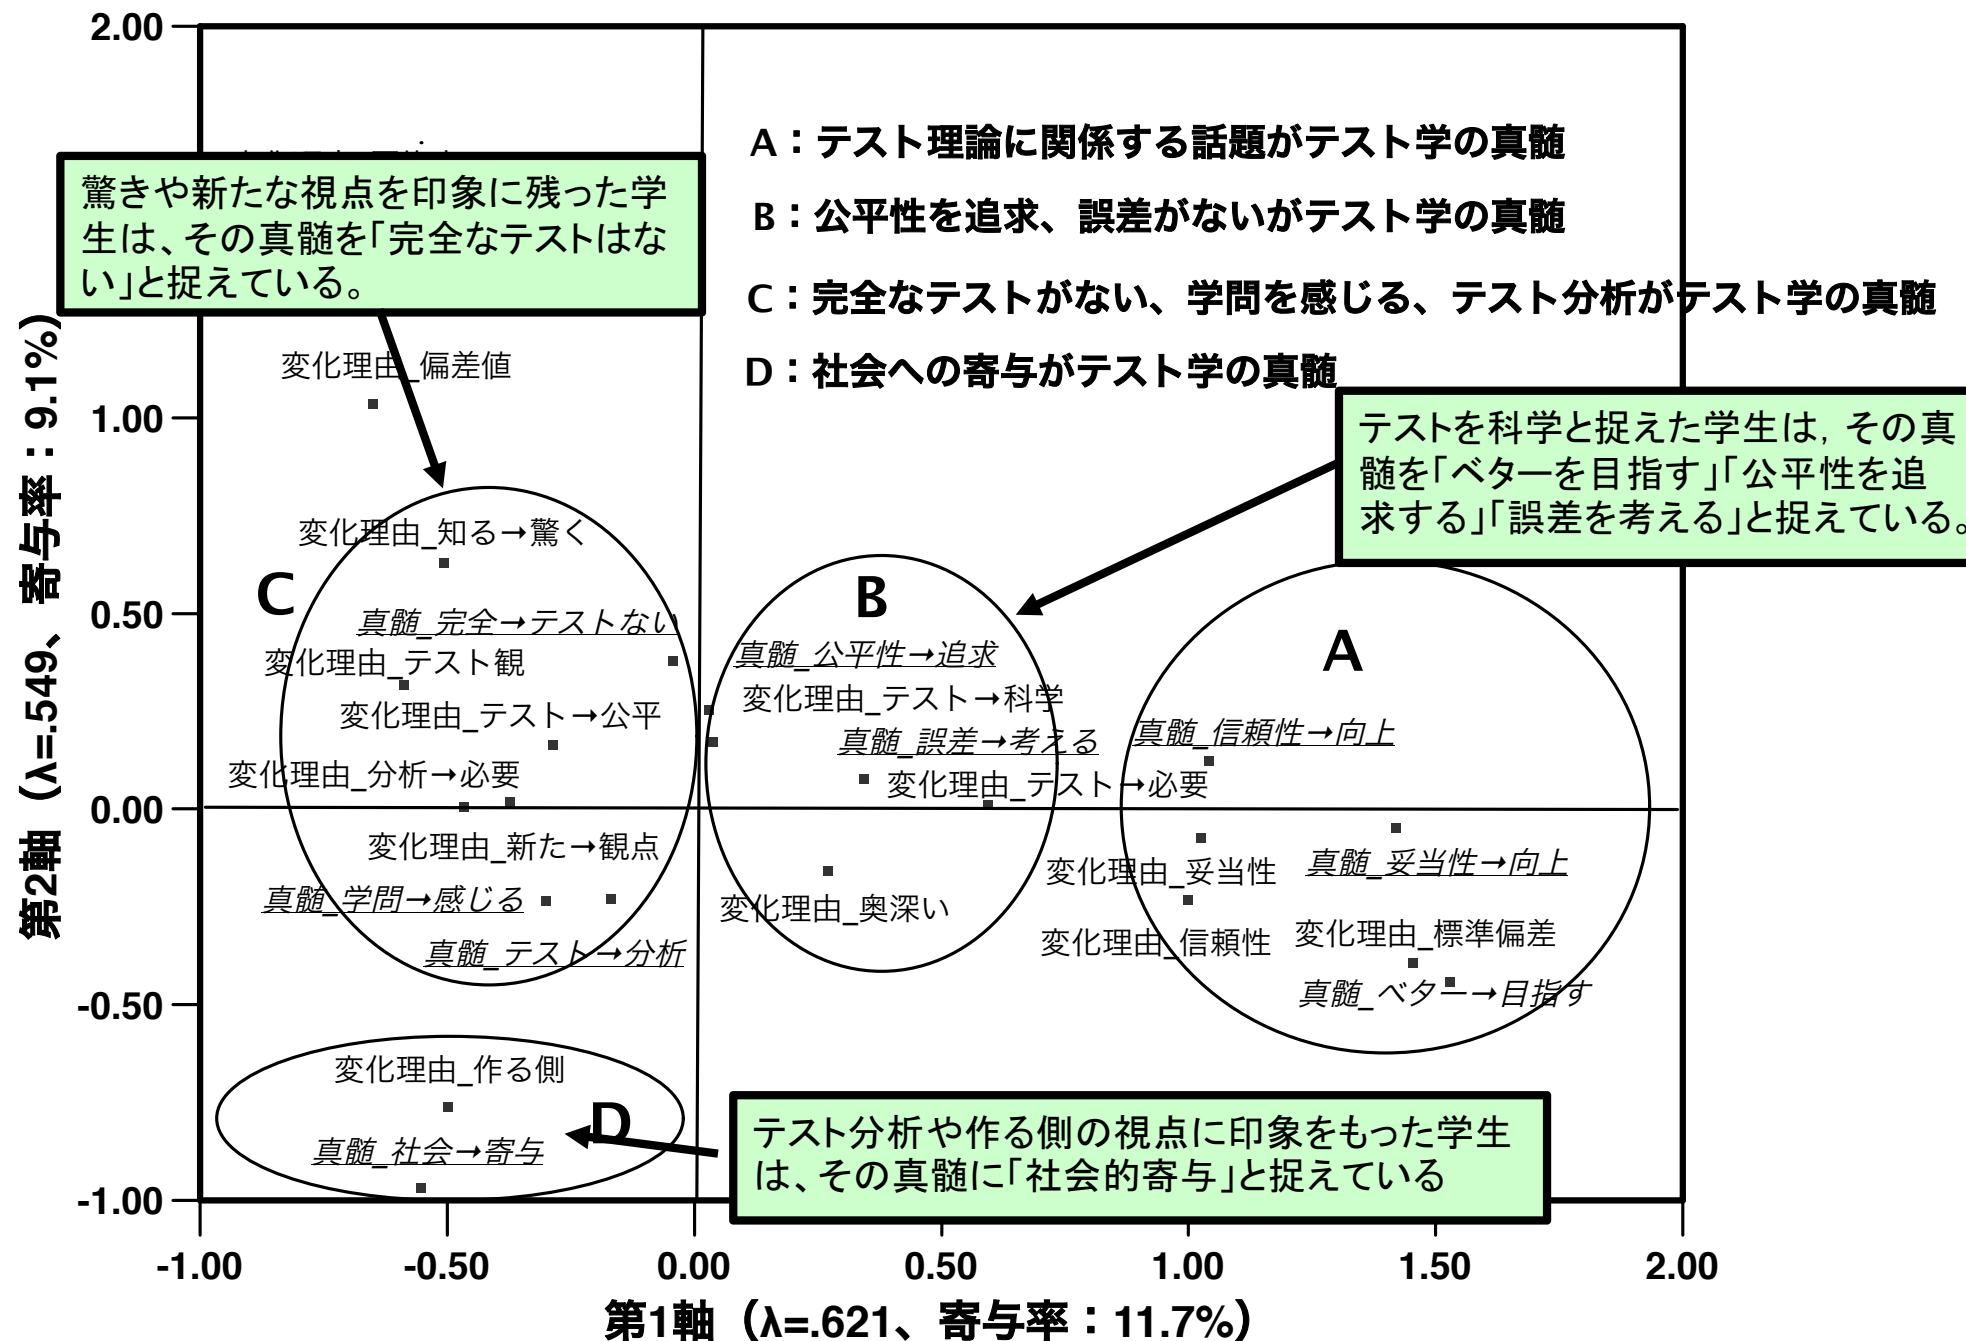 2.00
A：テスト理論に関係する話題がテスト学の真髄
驚きや新たな視点を印象に残った学
生は、その真髄を「完全なテストはな
い」と捉えている。
B：公平性を追求、誤差がないがテスト学の真髄
C：完全なテストがない、学問を感じる、テスト分析がテスト学の真髄
D：社会への寄与がテスト学の真髄
変化理由_偏差値
1.00
テストを科学と捉えた学生は，その真
髄を「ベターを目指す」「公平性を追
求する」「誤差を考える」と捉えている。
変化理由_知る→驚く
C
B
A
0.50
真髄_完全→テストない
真髄_公平性→追求
変化理由_テスト観
変化理由_テスト→科学
変化理由_テスト→公平
真髄_誤差→考える
真髄_信頼性→向上
変化理由_分析→必要
変化理由_テスト→必要
0.00
変化理由_新た→観点
変化理由_妥当性
真髄_妥当性→向上
真髄_学問→感じる
変化理由_奥深い
変化理由_信頼性
変化理由_標準偏差
真髄_テスト→分析
真髄_ベター→目指す
-0.50
変化理由_作る側
D
真髄_社会→寄与
テスト分析や作る側の視点に印象をもった学生
は、その真髄に「社会的寄与」と捉えている
-1.00
-1.00
-0.50
0.00
0.50
1.00
1.50
2.00
第1軸（λ=.621、寄与率：11.7%）
第2軸（λ=.549、寄与率：9.1%）